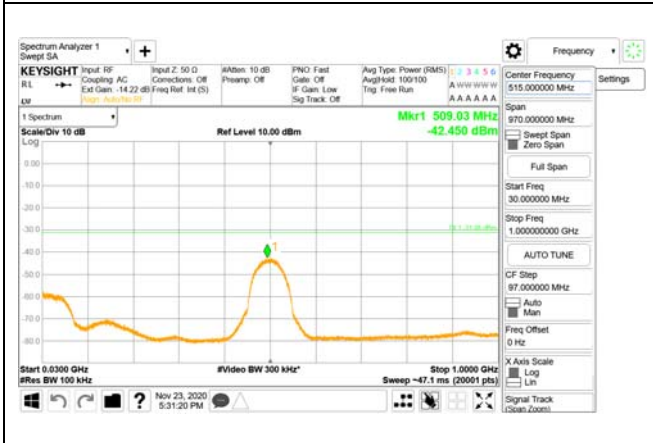 Spectrum Analyzer 1
Swept SA
Frequency
KEYSIGHT
Input: RF
Input Z: 50 Ω
#Atten: 10 dB
PNO: Fast
Avg Type: Power (RMS)
1 2 3 4 5 6
RL
Coupling: AC
Corrections: Off
Preamp: Off
Gate: Off
Avg|Hold: 100/100
A W W W W W
Ext Gain: -14.22 dB
Freq Ref: Int (S)
IF Gain: Low
Trig: Free Run
Align: Auto/No RF
Sig Track: Off
A A A A A A
1 Spectrum
Mkr1 509.03 MHz
Scale/Div 10 dB
Ref Level 10.00 dBm
-42.450 dBm
Log
0.00
-10.0
-20.0
-30.0
-40.0
-50.0
-60.0
-70.0
-80.0
1
Start 0.0300 GHz
#Video BW 300 kHz*
Stop 1.0000 GHz
#Res BW 100 kHz
Sweep ~47.1 ms (20001 pts)
?
Nov 23, 2020
5:31:20 PM
Center Frequency
515.000000 MHz
Settings
Span
970.000000 MHz
Swept Span
Zero Span
Full Span
Start Freq
30.000000 MHz
Stop Freq
1.000000000 GHz
AUTO TUNE
CF Step
97.000000 MHz
Auto
Man
Freq Offset
0 Hz
X Axis Scale
Log
Lin
Signal Track
(Span Zoom)